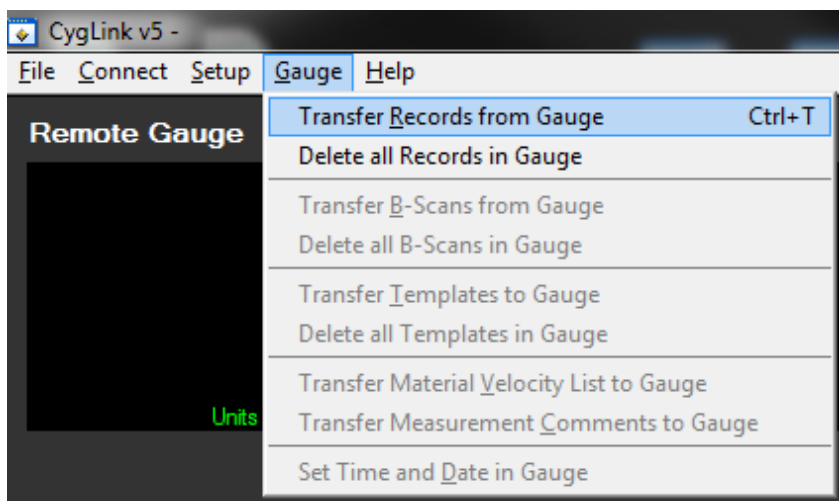 CygLink v5 -
File Connect Setup Gauge Help
Remote Gauge
Transfer Records from Gauge Ctrl+T
Delete all Records in Gauge
Transfer B-Scans from Gauge
Delete all B-Scans in Gauge
Transfer Templates to Gauge
Delete all Templates in Gauge
Transfer Material Velocity List to Gauge
Units
Transfer Measurement Comments to Gauge
Set Time and Date in Gauge